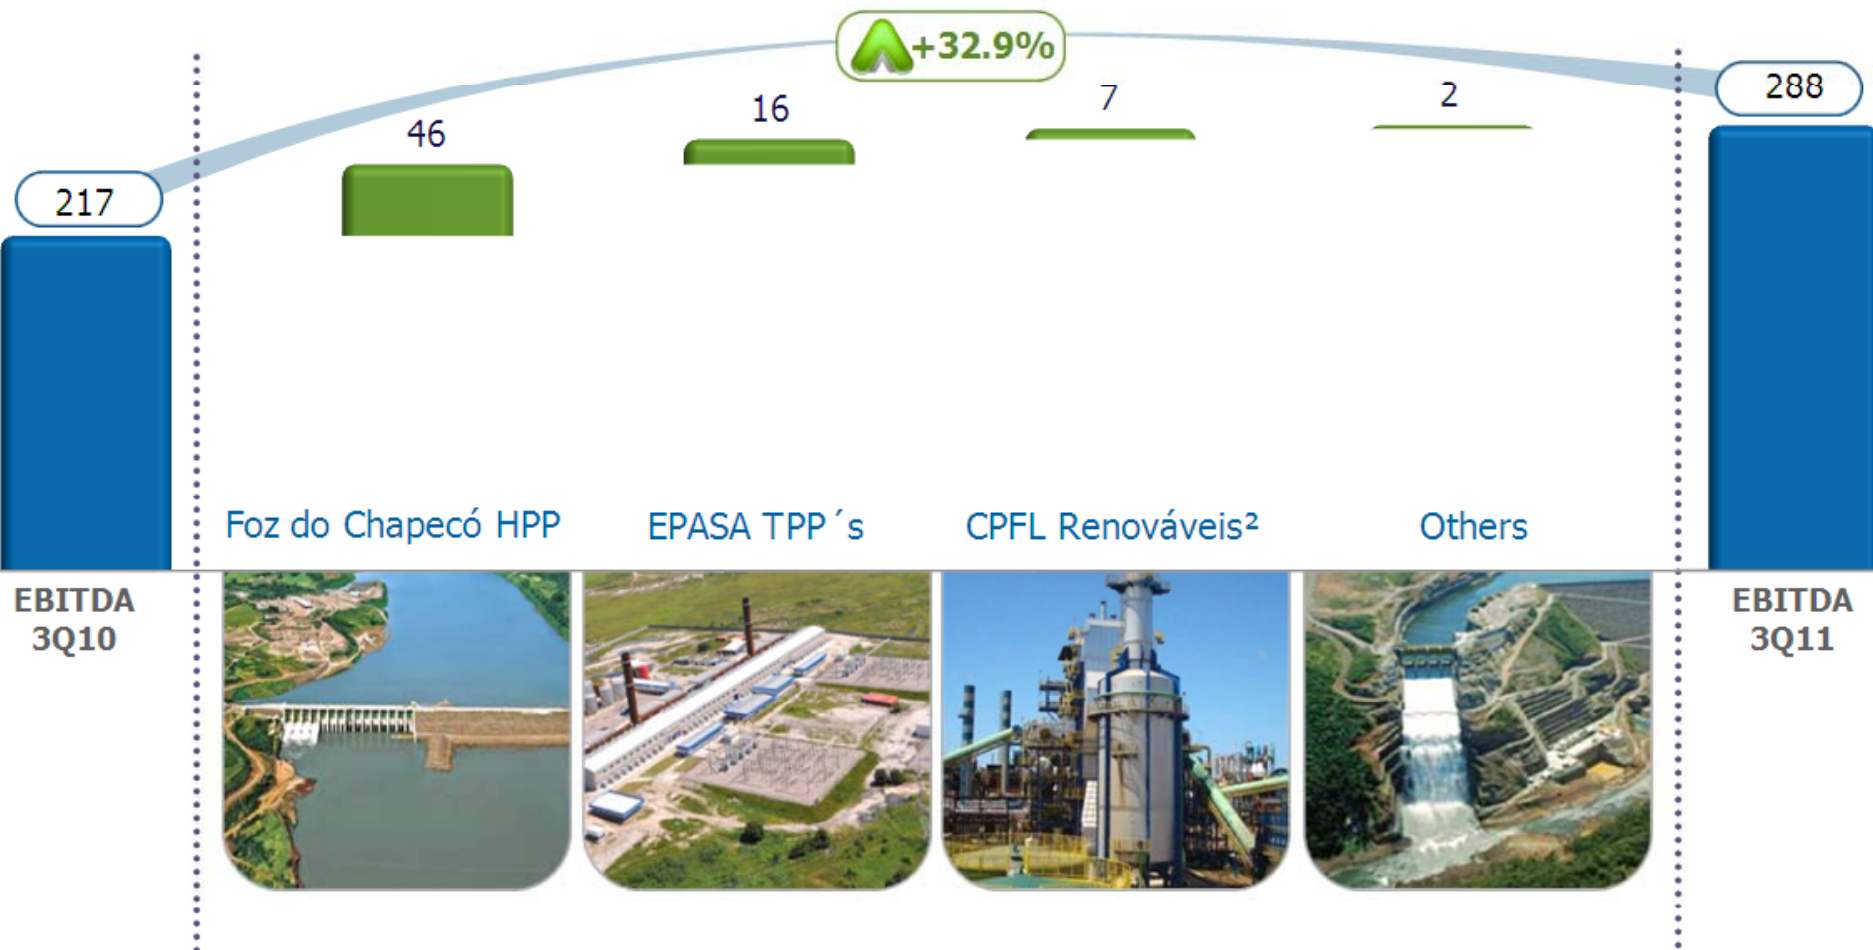 +32.9%
217
46
16
7
2
288
Foz do Chapecó HPP
EPASA TPP´s
CPFL Renováveis²
Others
EBITDA
3Q10
EBITDA
3Q11